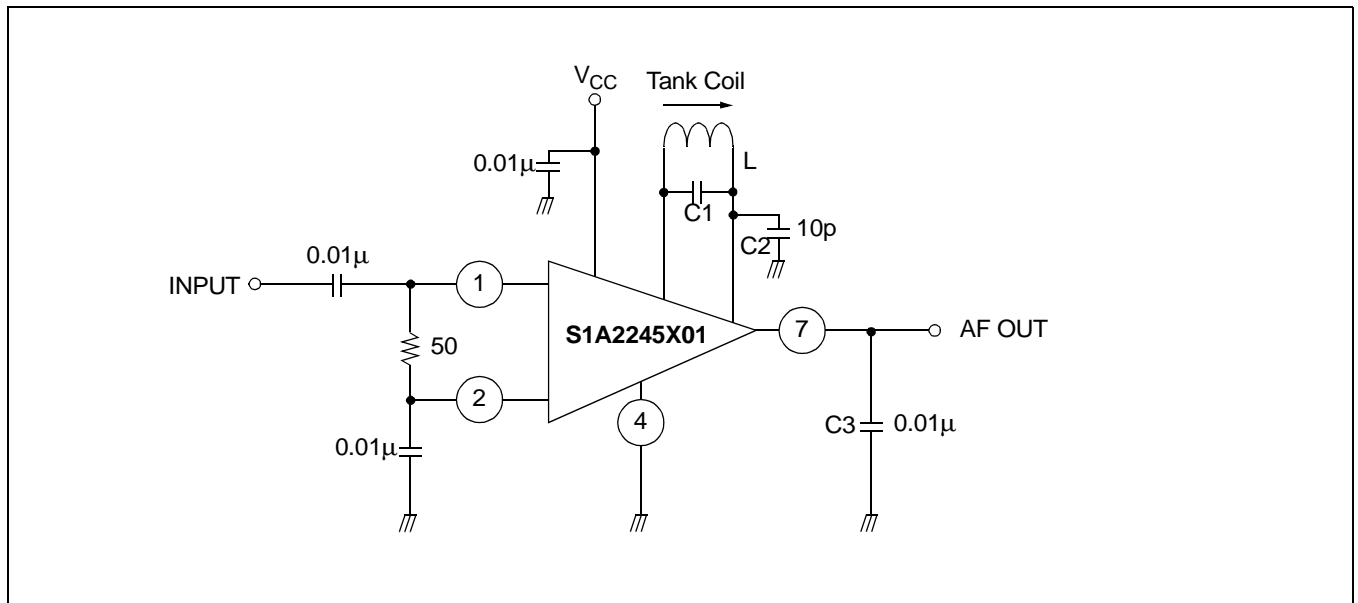 V_CC
Tank Coil
0.01μ
L
C1
C2
10p
0.01μ
INPUT
1
50
S1A2245X01
7
AF OUT
2
4
0.01μ
C3
0.01μ